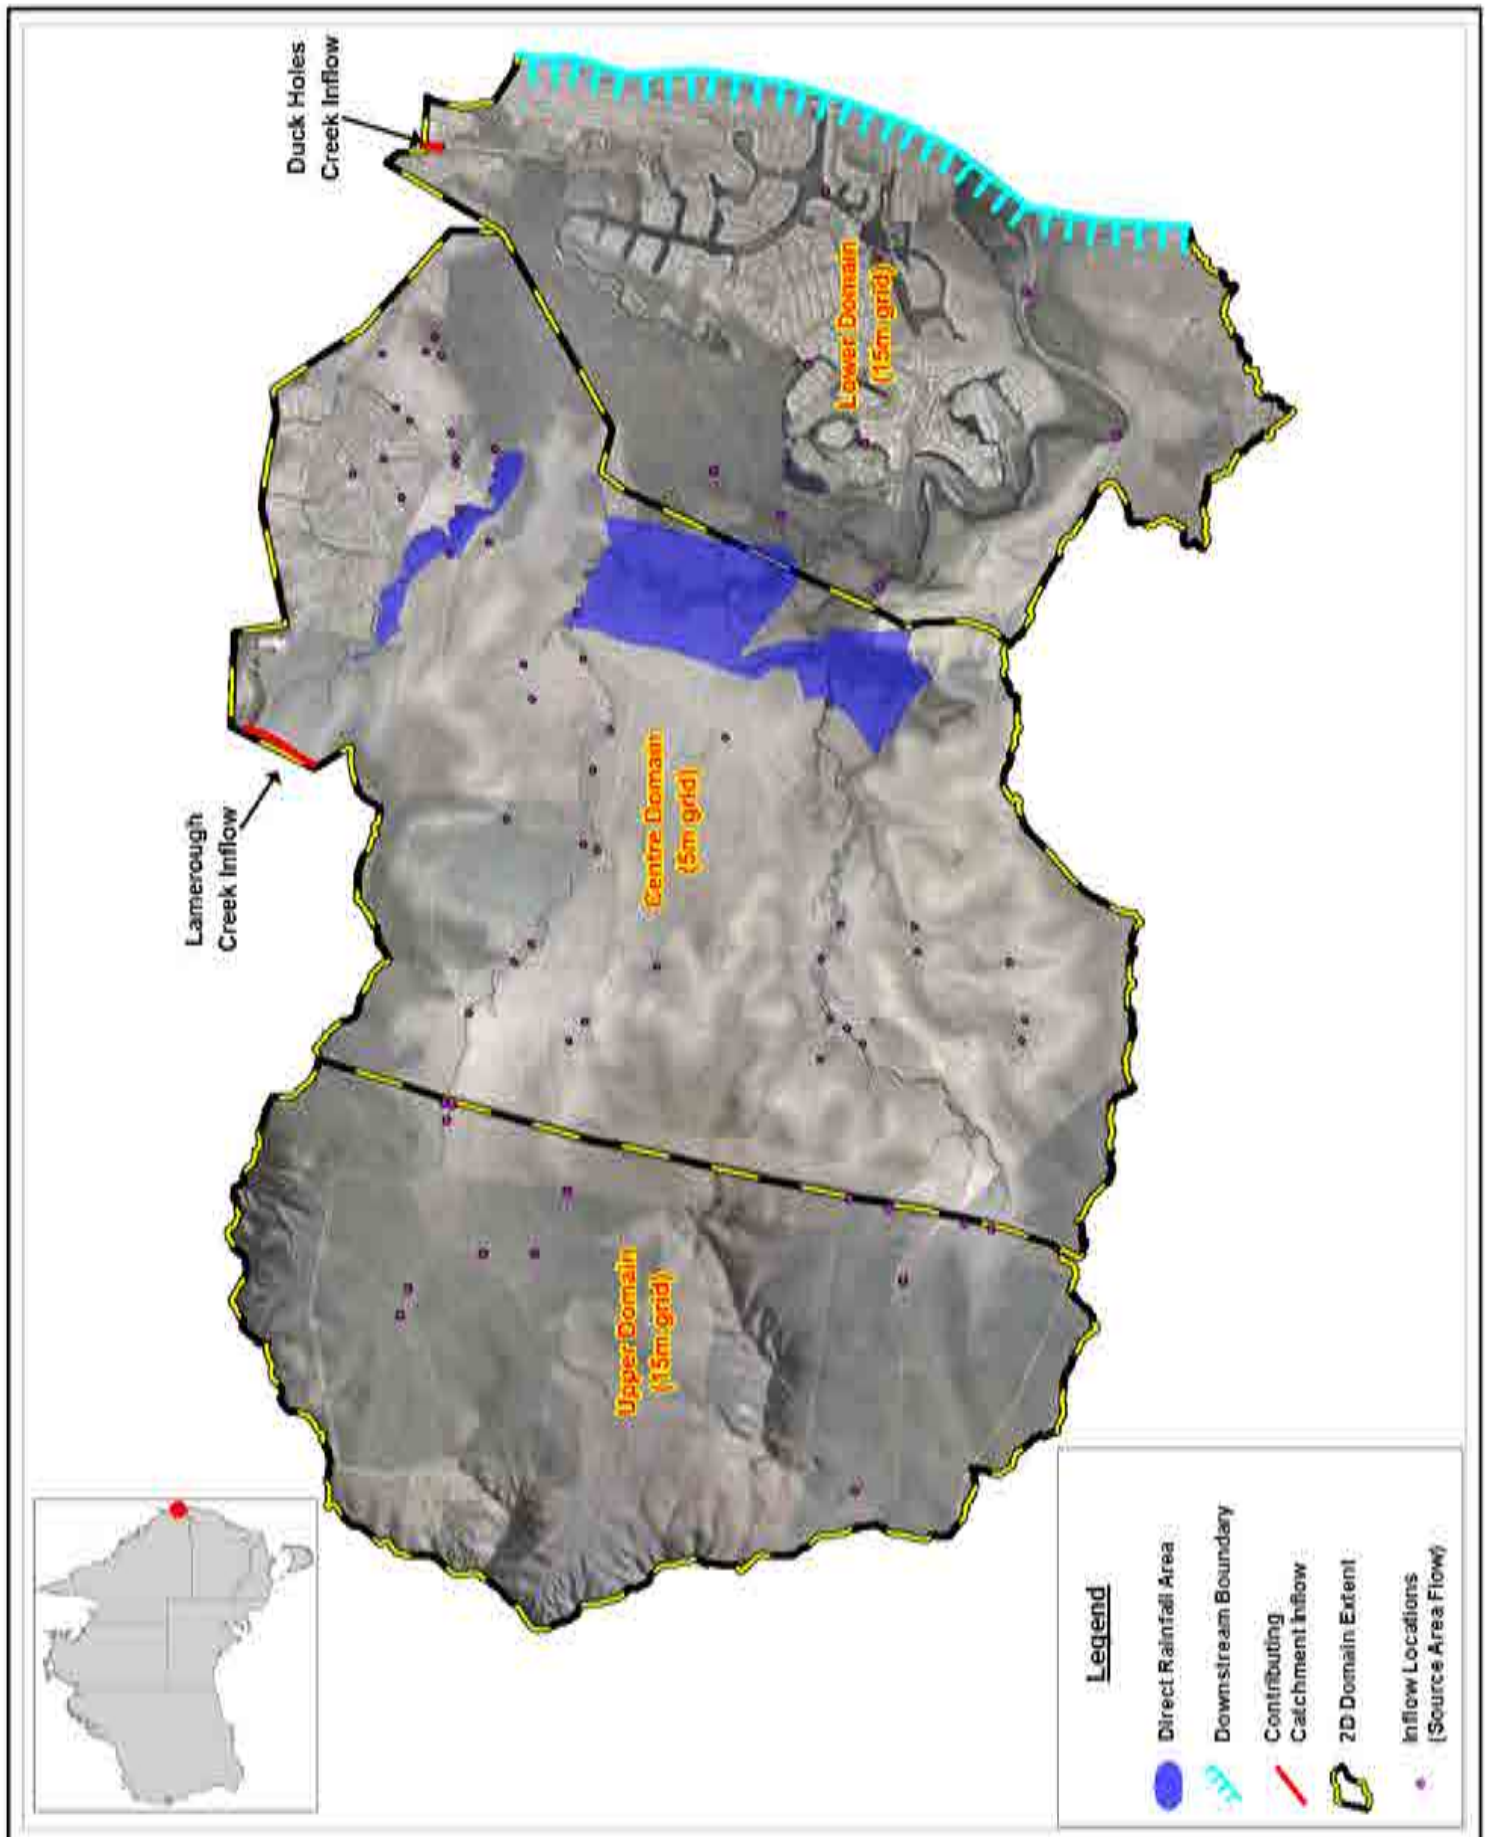 Duck Holes
Creek Inflow
Lamerough
Creek Inflow
Lower Domain
(15m grid)
Centre Domain
(5m grid)
Upper Domain
(15m grid)
Legend
Direct Rainfall Area
Downstream Boundary
Contributing
Catchment Inflow
2D Domain Extent
Inflow Locations
(Source Area Flow)